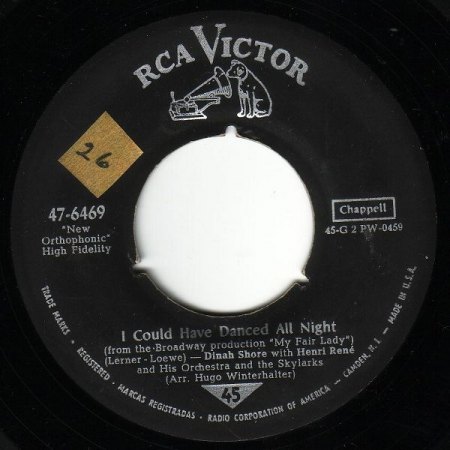 RCA VICTOR
26
47-6469
"New
Orthophonic"
High Fidelity
Chappell
45-G 2 PW-0459
I Could Have Danced All Night
(from the Broadway production "My Fair Lady")
(Lerner - Loewe) — Dinah Shore with Henri René
and His Orchestra and the Skylarks
(Arr. Hugo Winterhalter)
45
TRADE MARKS • REGISTERED • MARCAS REGISTRADAS • RADIO CORPORATION OF AMERICA — CAMDEN, N. J. • MADE IN U.S.A.